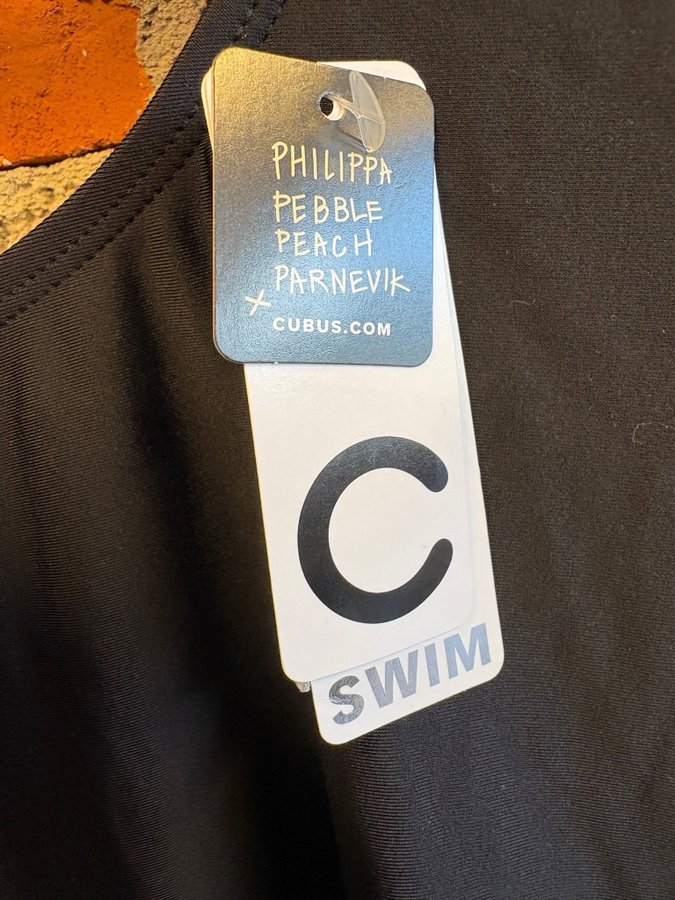 PHILIPPA
PEBBLE
PEACH
PARNEVIK
X
CUBUS.COM
C
SWIM